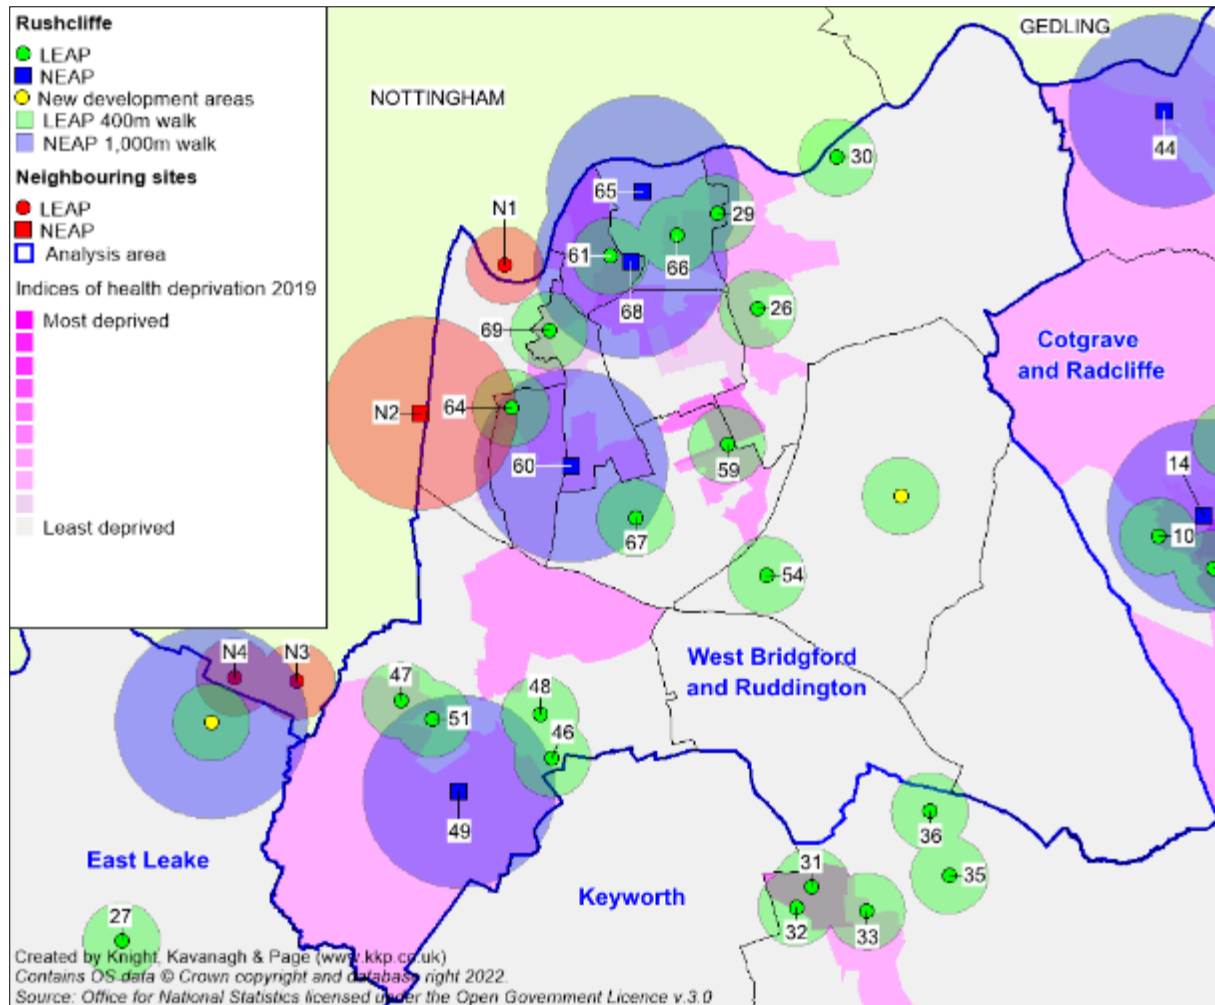 Rushcliffe
LEAP
NEAP
New development areas
LEAP 400m walk
NEAP 1,000m walk
Neighbouring sites
LEAP
NEAP
Analysis area
Indices of health deprivation 2019
Most deprived
Least deprived
GEDLING
NOTTINGHAM
44
30
65
N1
29
61
66
68
26
69
Cotgrave
and Radcliffe
N2
64
60
59
14
10
67
54
N4
N3
47
48
West Bridgford
and Ruddington
51
46
49
36
East Leake
31
35
Keyworth
27
32
33
Created by Knight, Kavanagh & Page (www.kkp.co.uk)
Contains OS data © Crown copyright and database right 2022.
Source: Office for National Statistics licensed under the Open Government Licence v.3.0